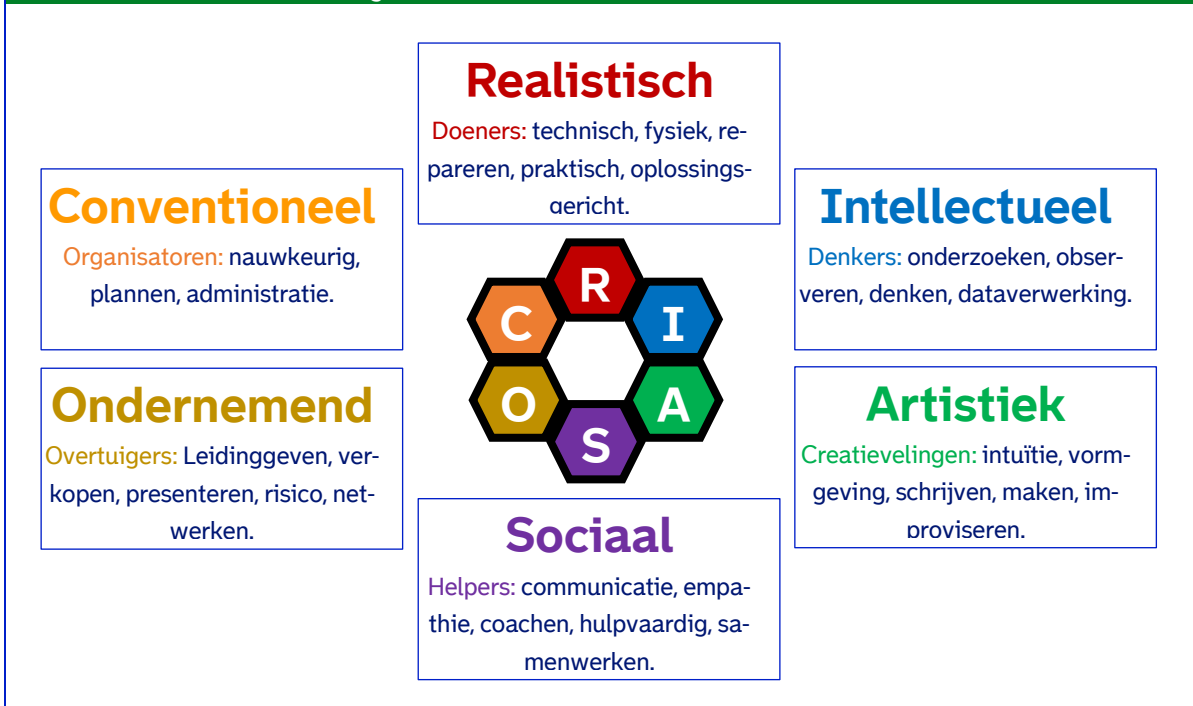 Realistisch
Doeners: technisch, fysiek, re-
pareren, praktisch, oplossings-
gericht.
Conventioneel
Organisatoren: nauwkeurig,
plannen, administratie.
Intellectueel
Denkers: onderzoeken, obser-
veren, denken, dataverwerking.
R
C
I
O
A
S
Ondernemend
Overtuigers: Leidinggeven, ver-
kopen, presenteren, risico, net-
werken.
Artistiek
Creatievelingen: intuïtie, vorm-
geving, schrijven, maken, im-
proviseren.
Sociaal
Helpers: communicatie, empa-
thie, coachen, hulpvaardig, sa-
menwerken.